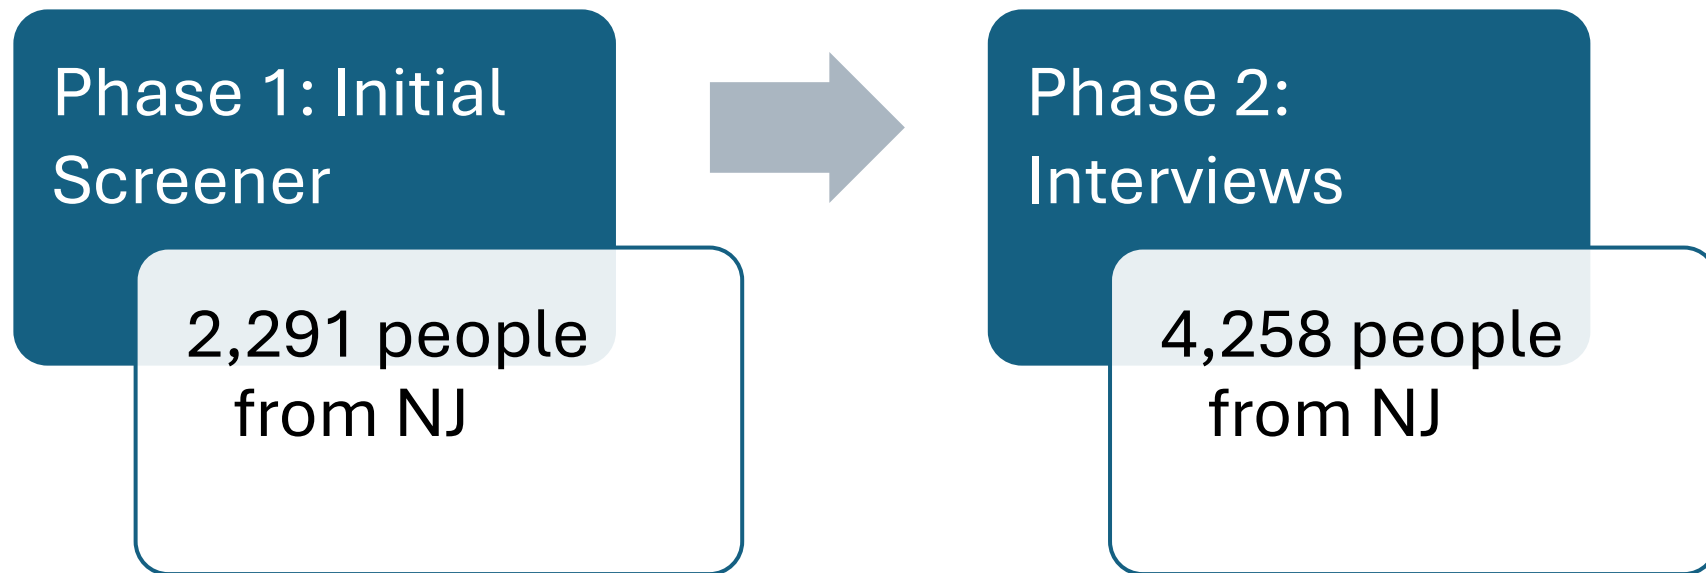 Phase 1: Initial
Screener
2,291 people
from NJ
Phase 2:
Interviews
4,258 people
from NJ